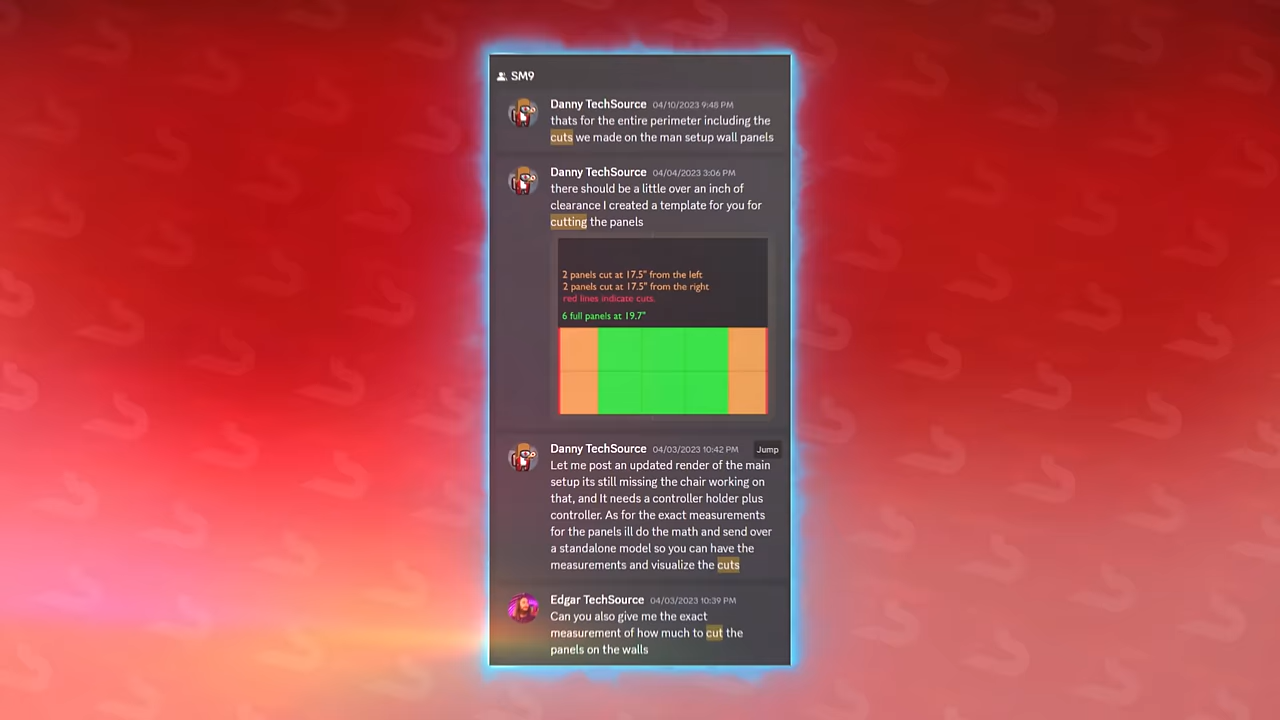 SM9
Danny TechSource 04/10/2023 9:48 PM
thats for the entire perimeter including the
cuts we made on the man setup wall panels
Danny TechSource 04/04/2023 3:06 PM
there should be a little over an inch of
clearance I created a template for you for
cutting the panels
2 panels cut at 17.5" from the left
2 panels cut at 17.5" from the right
red lines indicate cuts.
6 full panels at 19.7"
Danny TechSource 04/03/2023 10:42 PM Jump
Let me post an updated render of the main
setup its still missing the chair working on
that, and It needs a controller holder plus
controller. As for the exact measurements
for the panels ill do the math and send over
a standalone model so you can have the
measurements and visualize the cuts
Edgar TechSource 04/03/2023 10:39 PM
Can you also give me the exact
measurement of how much to cut the
panels on the walls